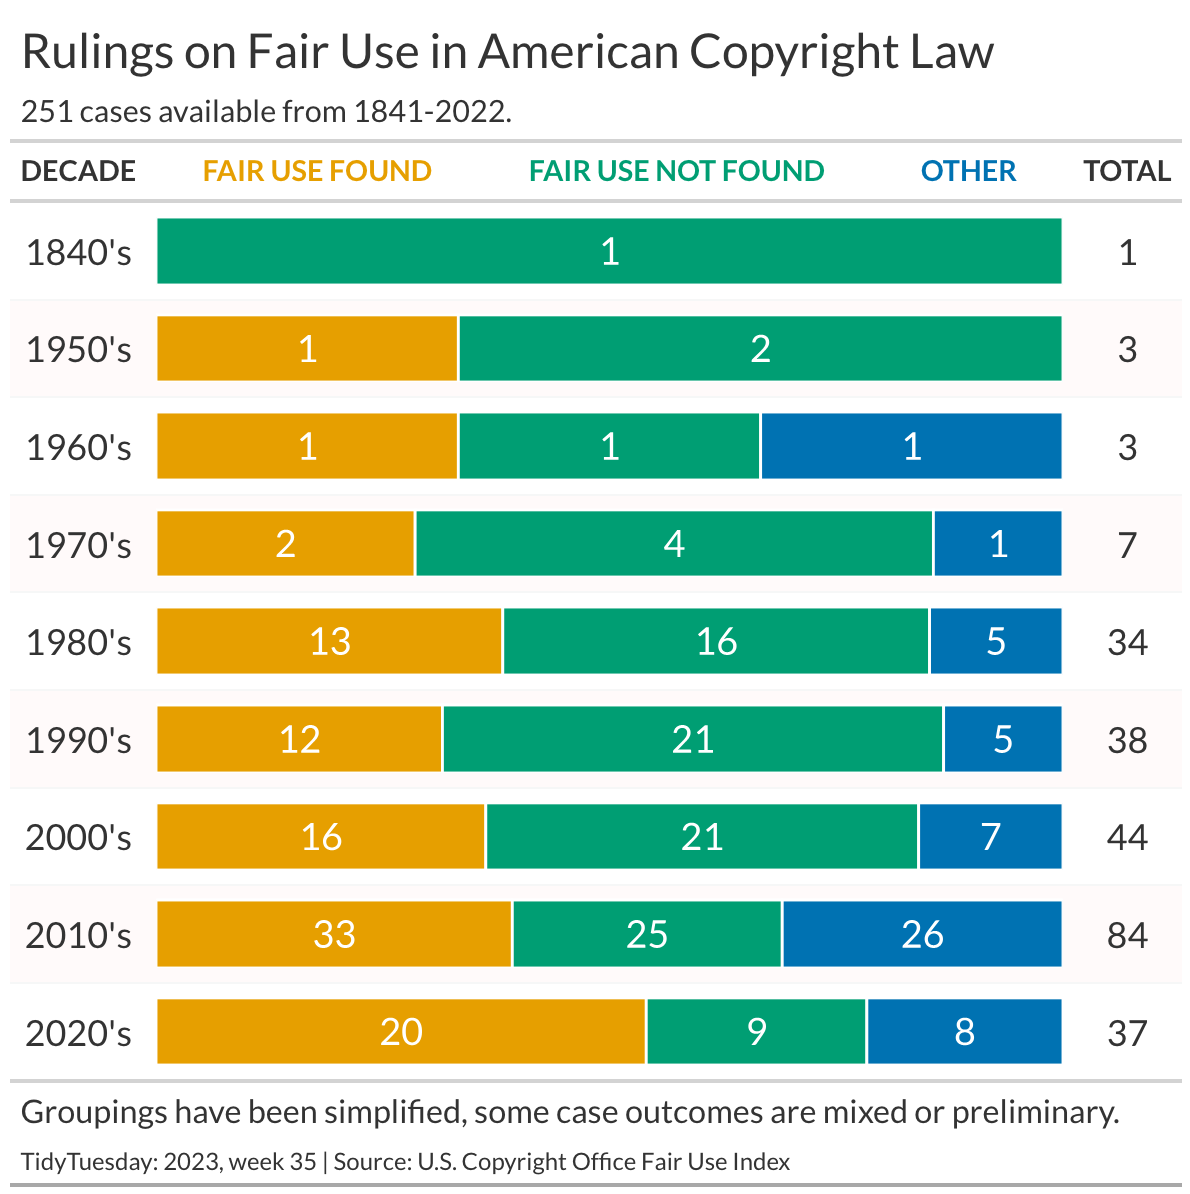 Rulings on Fair Use in American Copyright Law
251 cases available from 1841-2022.
DECADE FAIR USE FOUND FAIR USE NOT FOUND OTHER TOTAL
1840's 1 1
1950's 1 2 3
1960's 1 1 1 3
1970's 2 4 1 7
1980's 13 16 5 34
1990's 12 21 5 38
2000's 16 21 7 44
2010's 33 25 26 84
2020's 20 9 8 37
Groupings have been simplified, some case outcomes are mixed or preliminary.
TidyTuesday: 2023, week 35 | Source: U.S. Copyright Office Fair Use Index